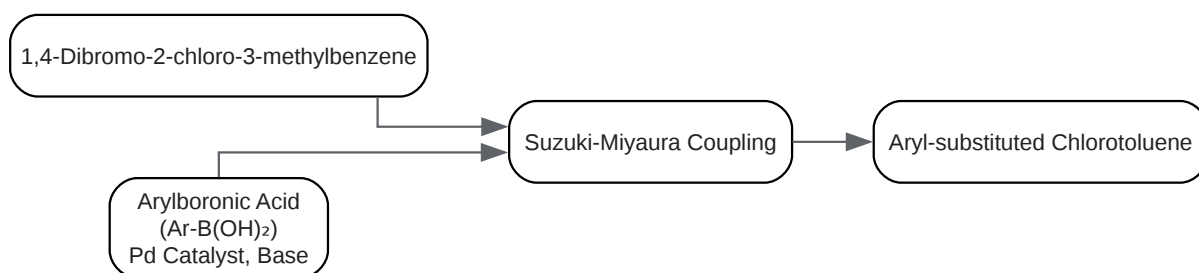 1,4-Dibromo-2-chloro-3-methylbenzene
Suzuki-Miyaura Coupling
Aryl-substituted Chlorotoluene
Arylboronic Acid
(Ar-B(OH)₂)
Pd Catalyst, Base